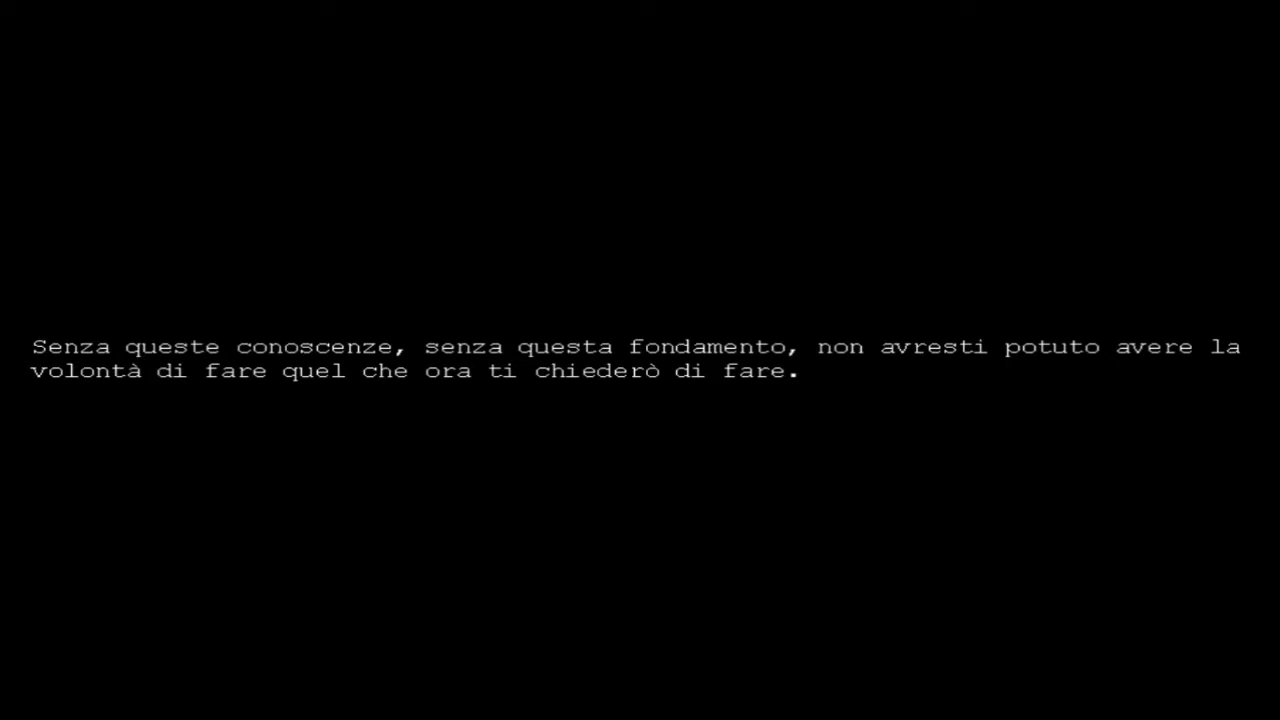 Senza queste conoscenze, senza questa fondamento, non avresti potuto avere la
volontà di fare quel che ora ti chiederò di fare.